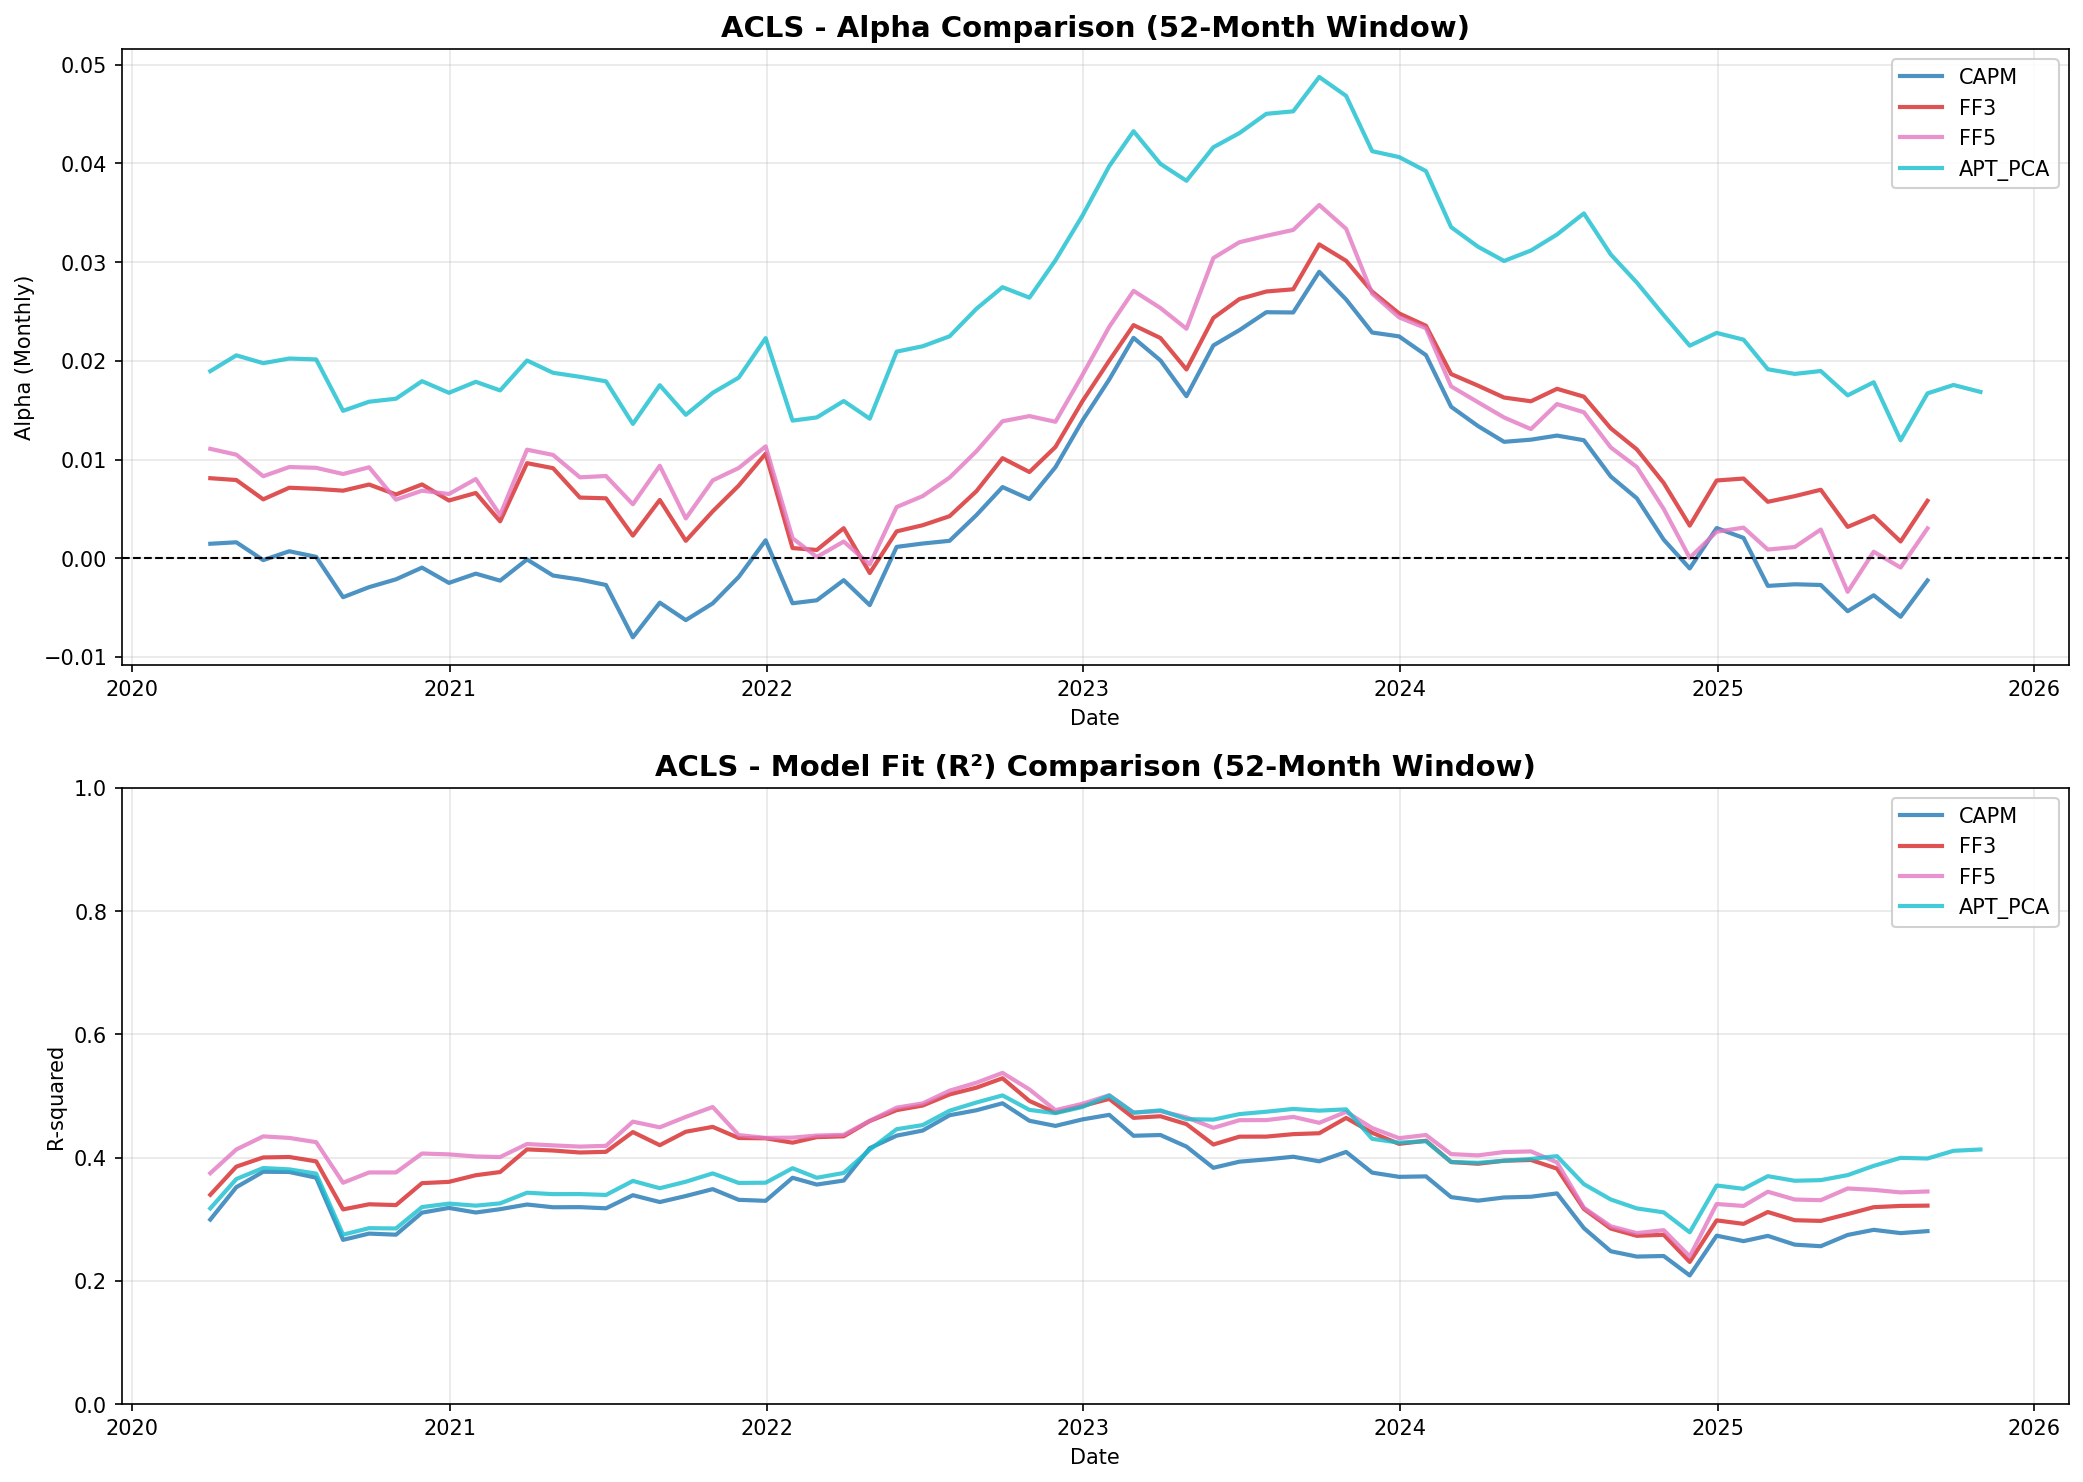 ACLS - Alpha Comparison (52-Month Window)
0.05
0.04
0.03
0.02
0.01
0.00
−0.01
Alpha (Monthly)
CAPM
FF3
FF5
APT_PCA
2020 2021 2022 2023 2024 2025 2026
Date
ACLS - Model Fit (R²) Comparison (52-Month Window)
1.0
0.8
0.6
0.4
0.2
0.0
R-squared
CAPM
FF3
FF5
APT_PCA
2020 2021 2022 2023 2024 2025 2026
Date